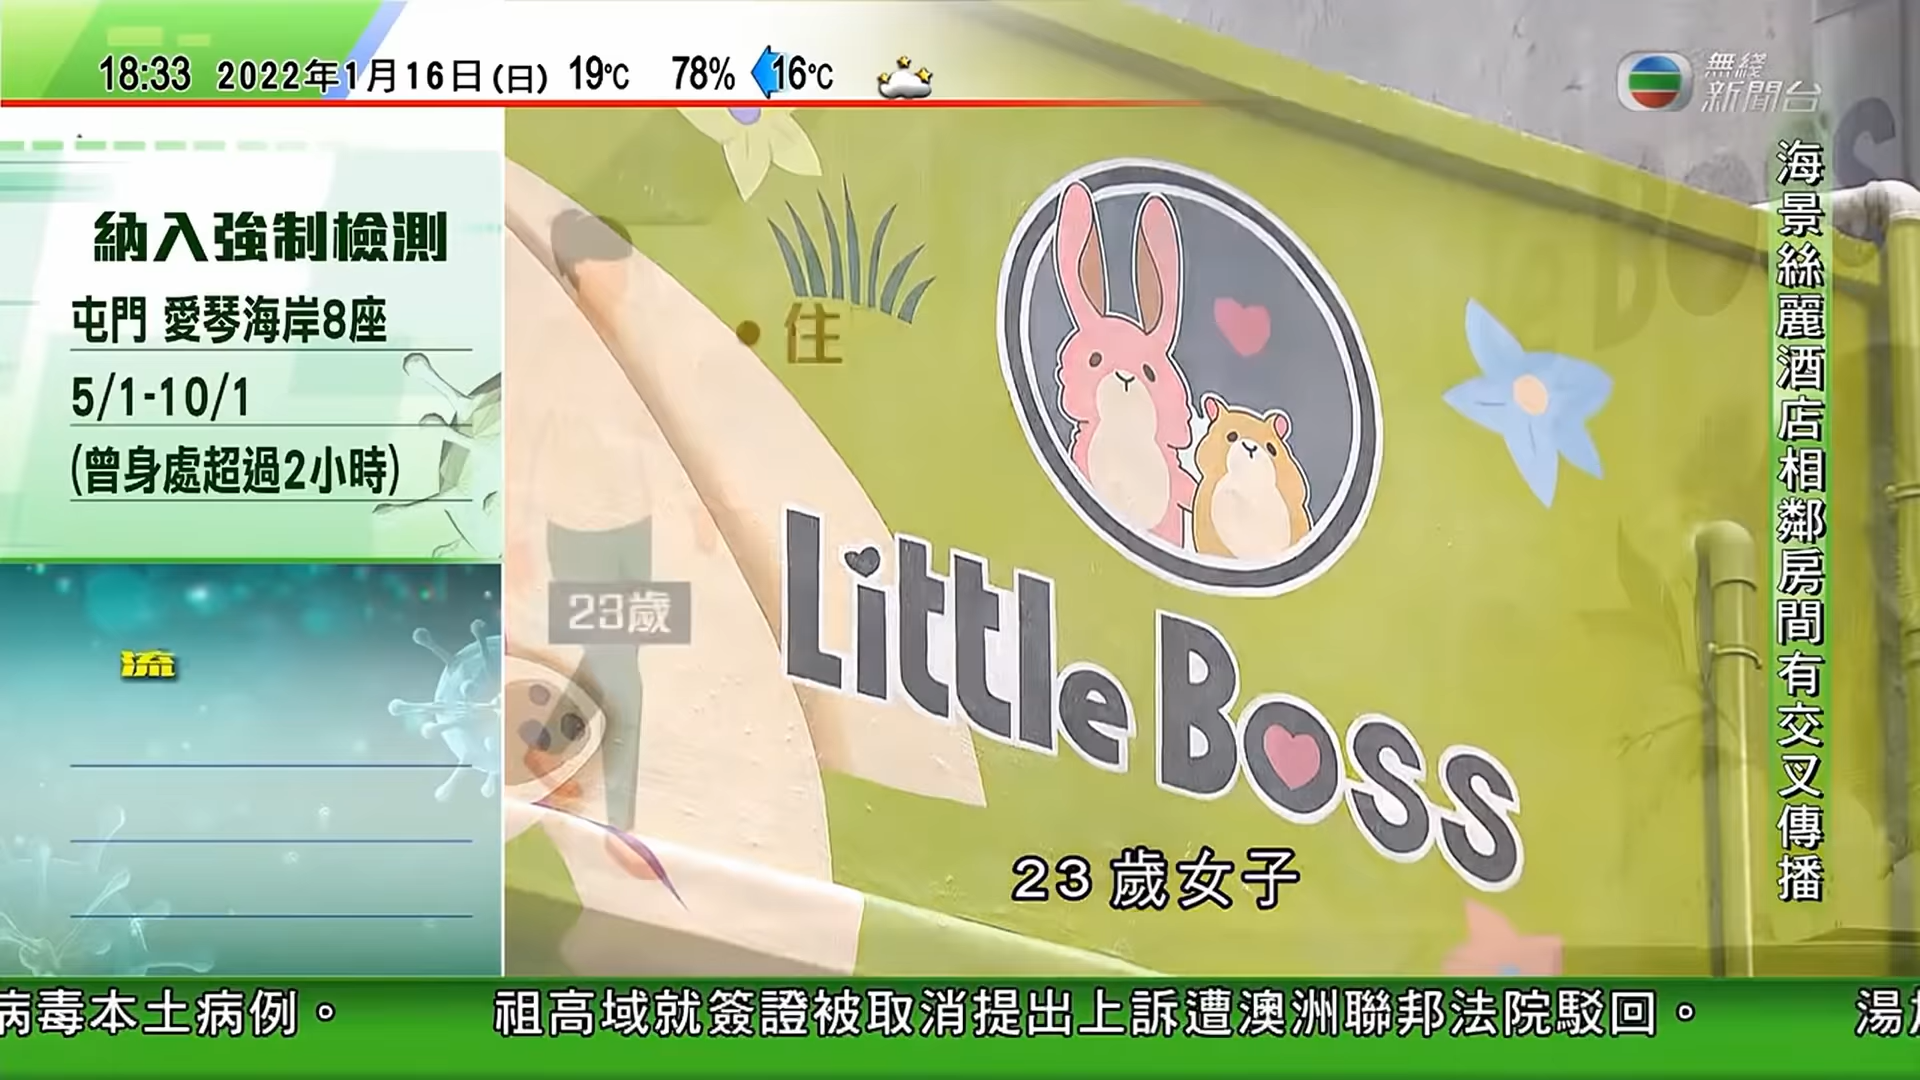 18:33 2022年1月16日(日) 19℃ 78% 16℃
無綫
新聞台
納入強制檢測
屯門 愛琴海岸8座
5/1-10/1
(曾身處超過2小時)
流
住
23歲
Little Boss
23歲女子
海景絲麗酒店相鄰房間有交叉傳播
病毒本土病例。 祖高域就簽證被取消提出上訴遭澳洲聯邦法院駁回。 湯